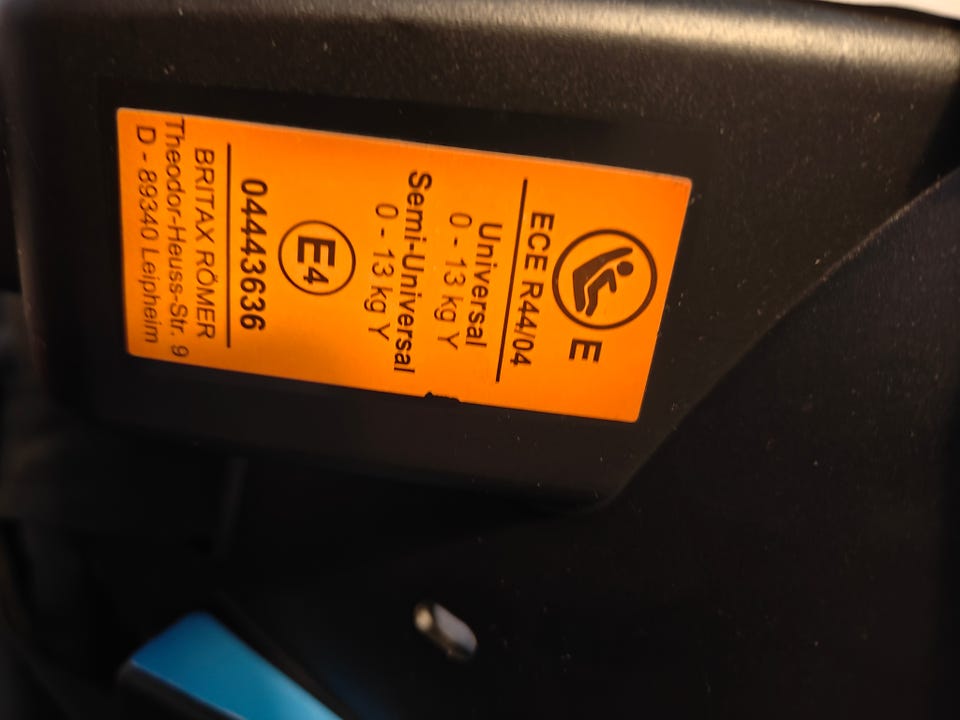 E
ECE R44/04
Universal
0 - 13 kg Y
Semi-Universal
0 - 13 kg Y
E4
04443636
BRITAX RÖMER
Theodor-Heuss-Str. 9
D - 89340 Leipheim